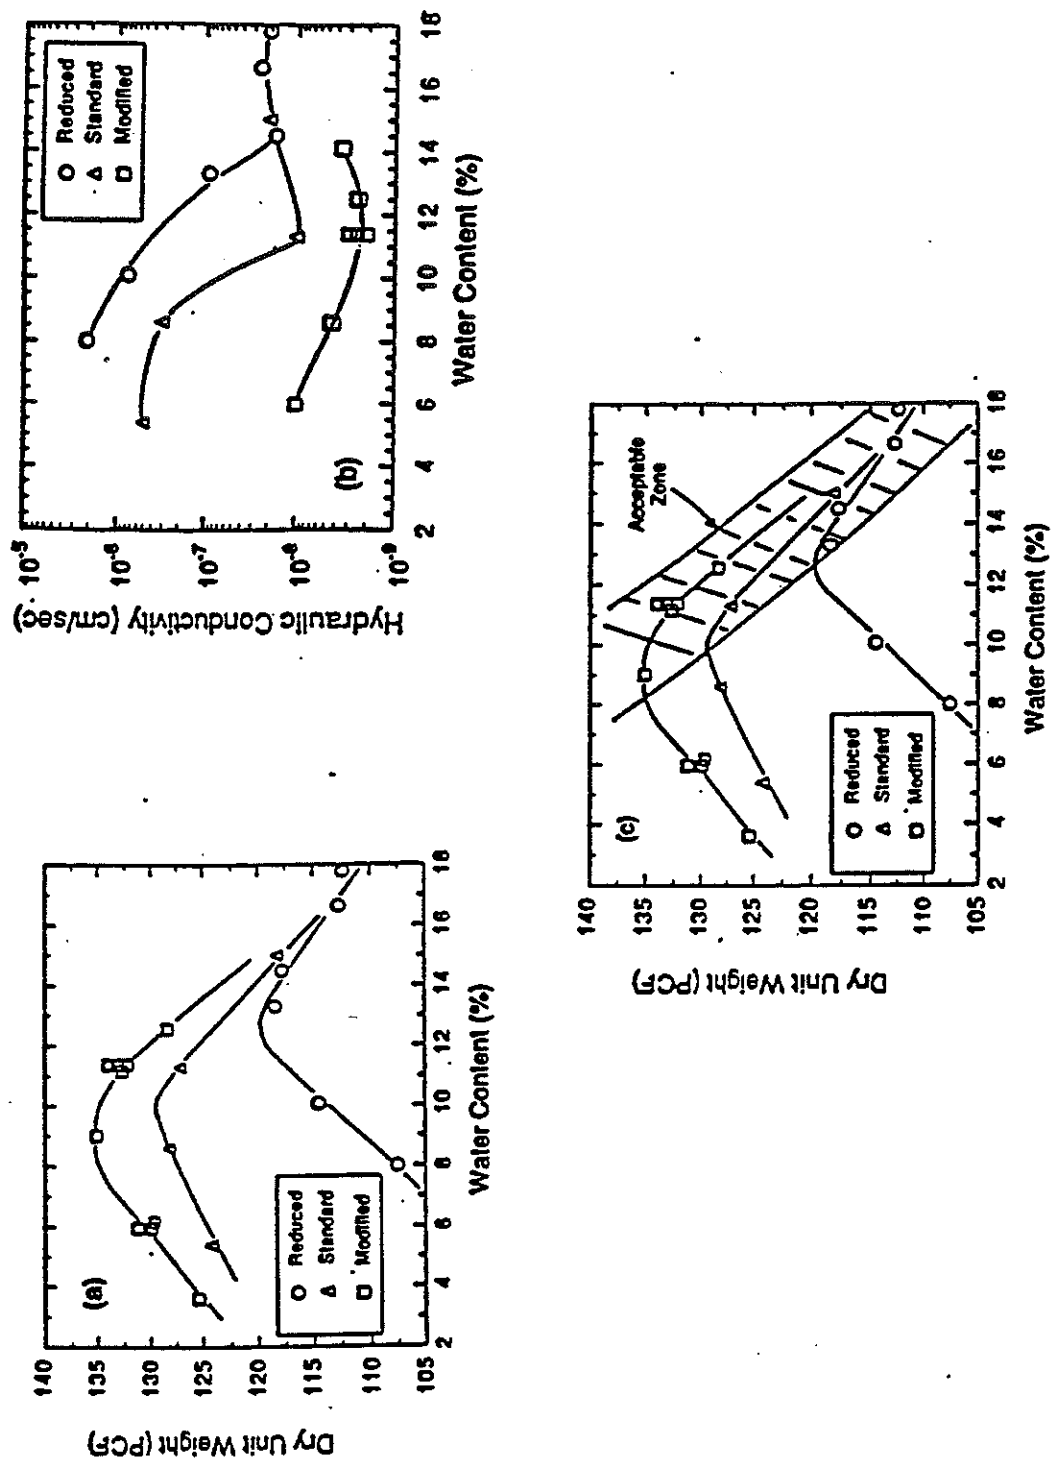 (a)
Dry Unit Weight (PCF)
140
135
130
125
120
115
110
105
2
4
6
8
10
12
14
16
18
Water Content (%)
Reduced
Standard
Modified
(b)
Hydraulic Conductivity (cm/sec)
10-5
10-6
10-7
10-8
10-9
2
4
6
8
10
12
14
16
18
Water Content (%)
Reduced
Standard
Modified
(c)
Dry Unit Weight (PCF)
140
135
130
125
120
115
110
105
2
4
6
8
10
12
14
16
18
Water Content (%)
Acceptable
Zone
Reduced
Standard
Modified